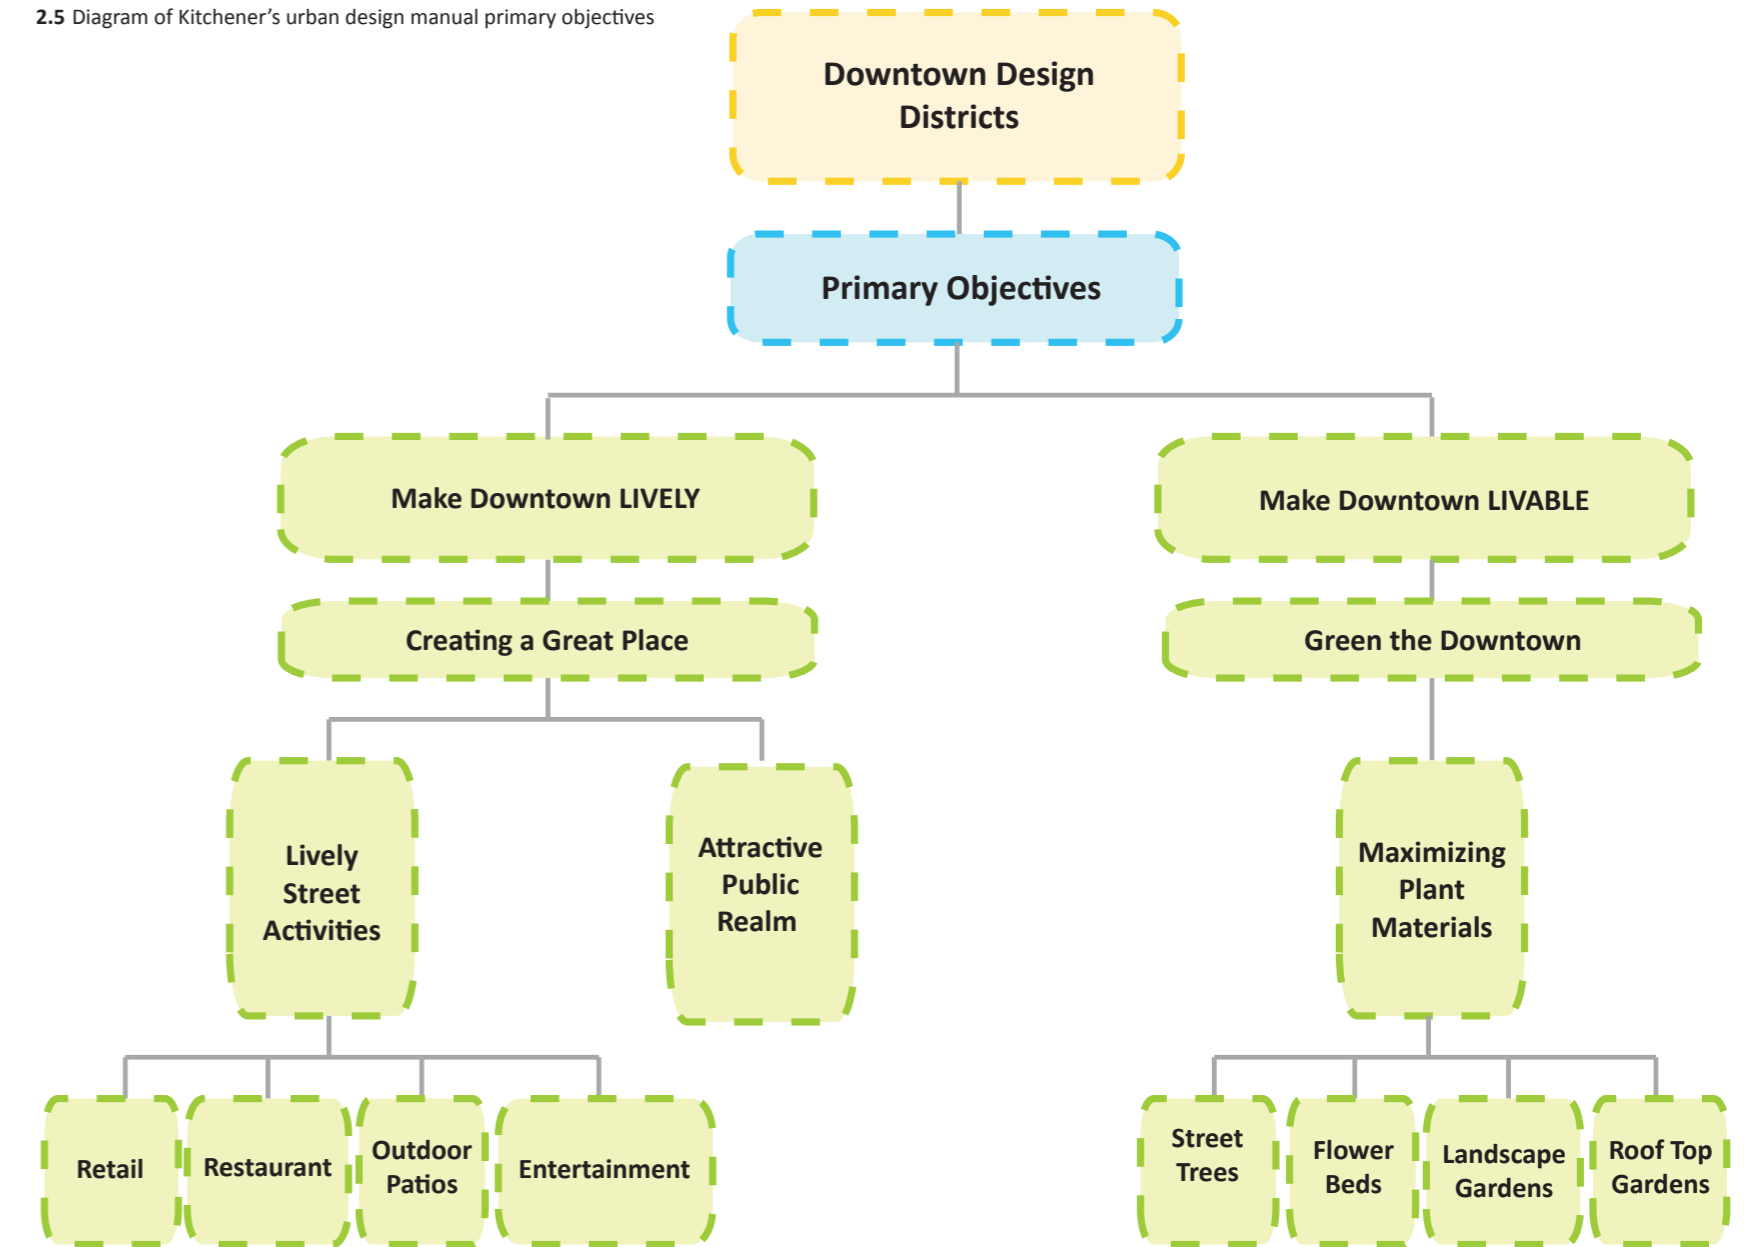 2.5 Diagram of Kitchener's urban design manual primary objectives
Downtown Design
Districts
Primary Objectives
Make Downtown LIVELY
Make Downtown LIVABLE
Creating a Great Place
Green the Downtown
Lively
Street
Activities
Attractive
Public
Realm
Maximizing
Plant
Materials
Retail
Restaurant
Outdoor
Patios
Entertainment
Street
Trees
Flower
Beds
Landscape
Gardens
Roof Top
Gardens